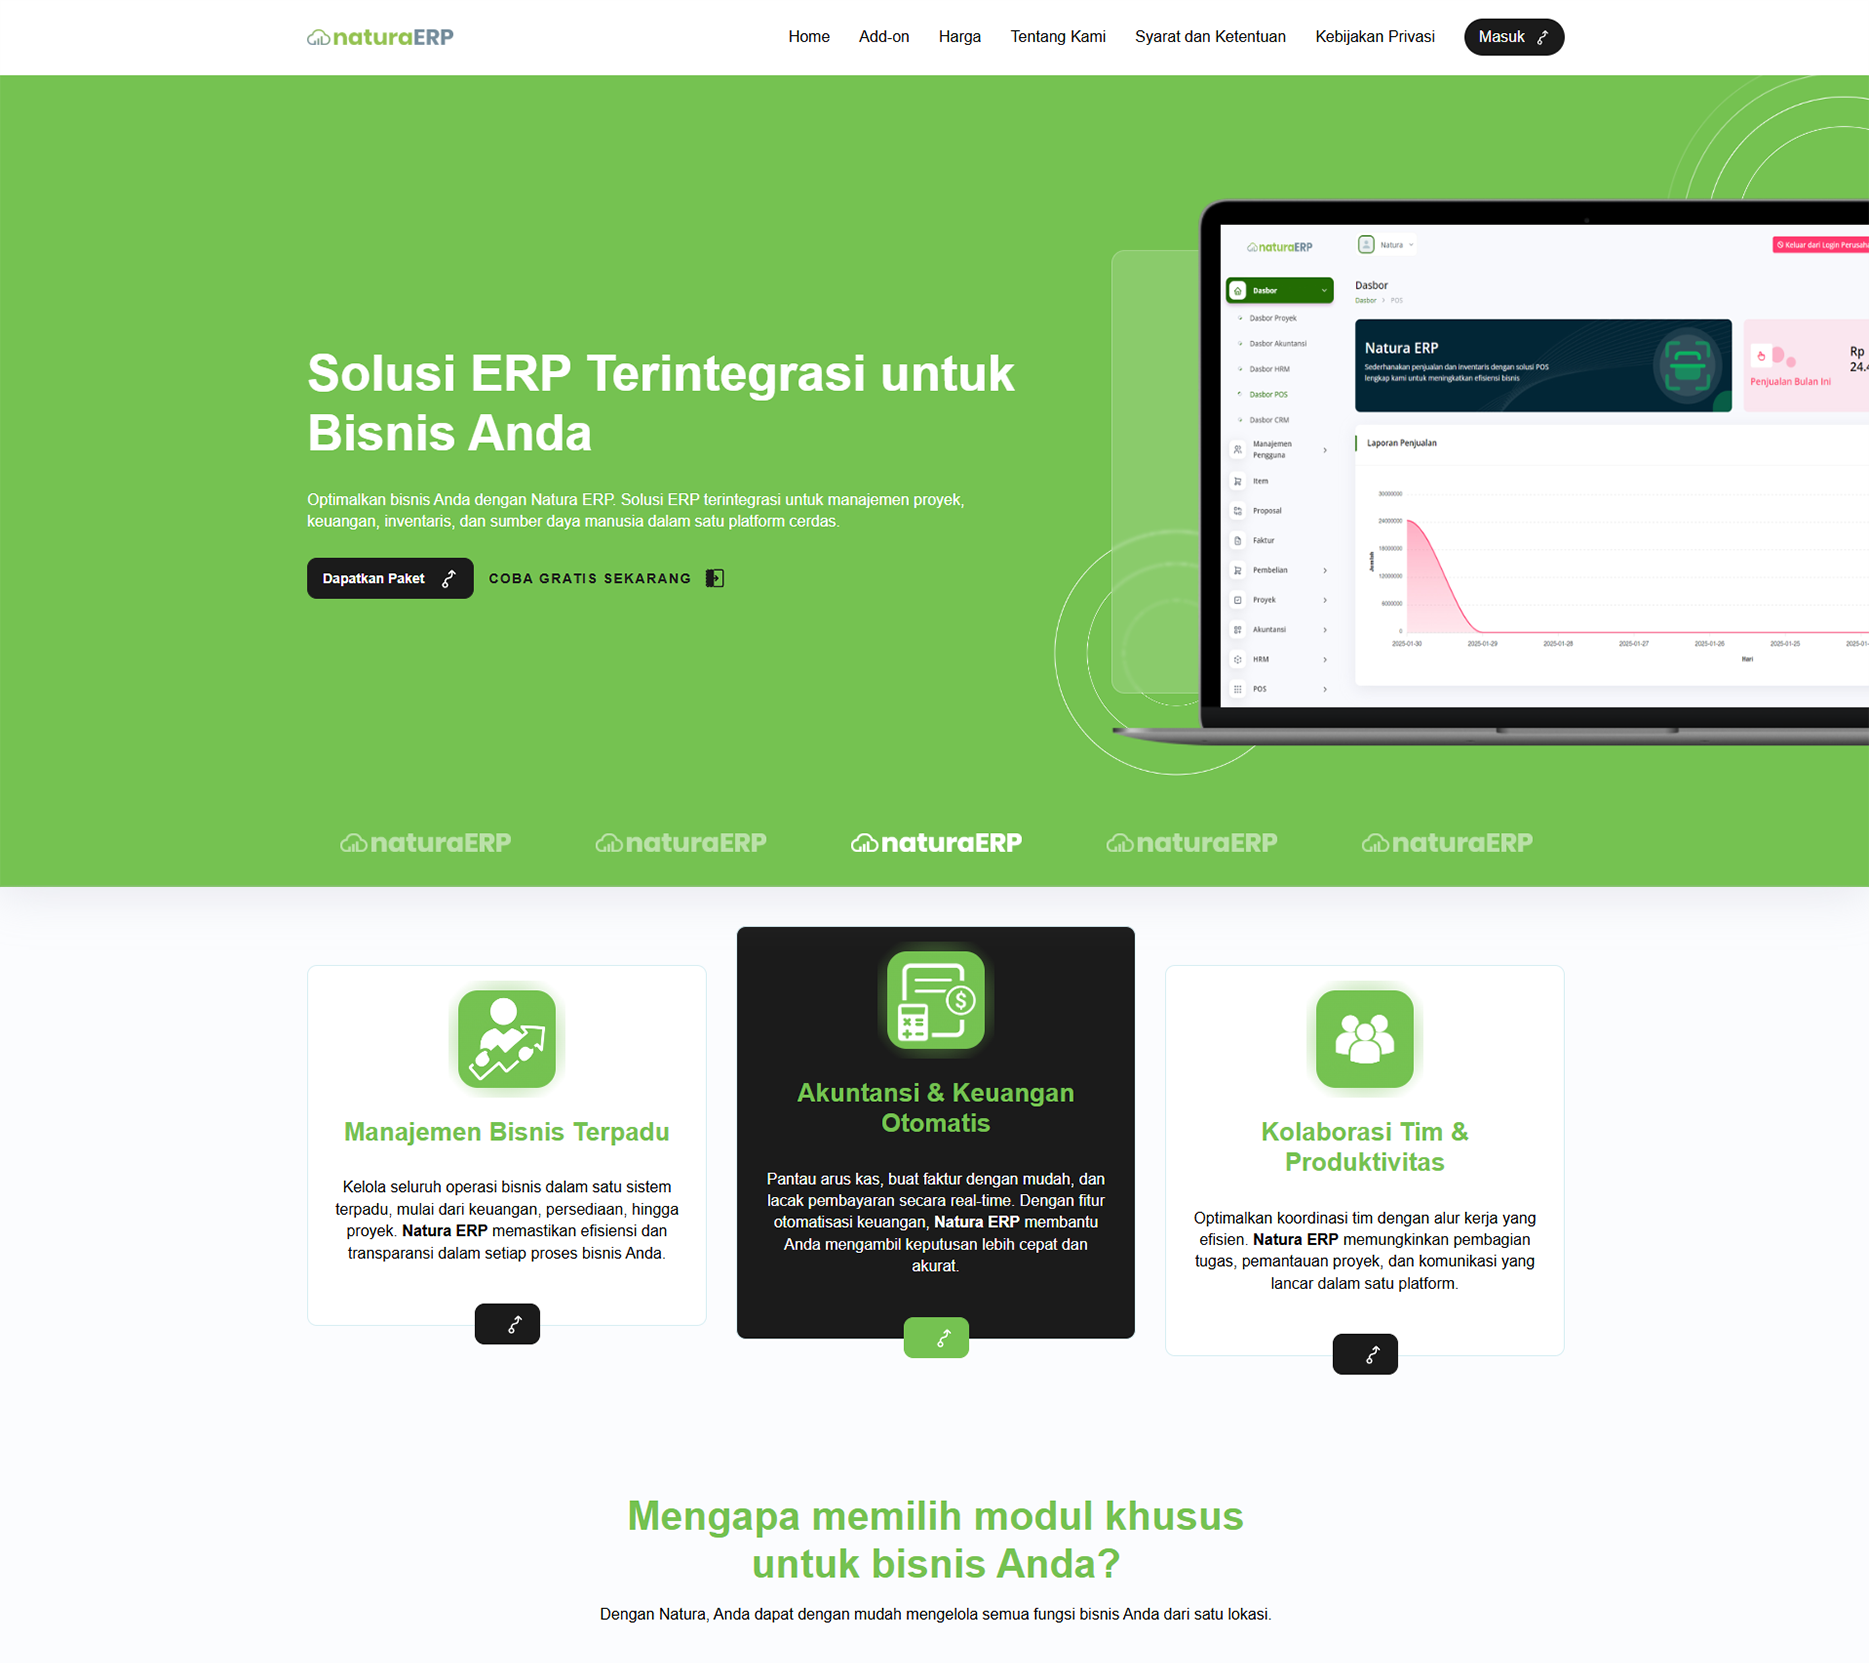 naturaERP
Home
Add-on
Harga
Tentang Kami
Syarat dan Ketentuan
Kebijakan Privasi
Masuk
Solusi ERP Terintegrasi untuk
Bisnis Anda
Optimalkan bisnis Anda dengan Natura ERP. Solusi ERP terintegrasi untuk manajemen proyek,
keuangan, inventaris, dan sumber daya manusia dalam satu platform cerdas.
Dapatkan Paket
COBA GRATIS SEKARANG
naturaERP
Natura
Keluar dari Login
Dasbor
Dasbor Proyek
Dasbor Akuntansi
Dasbor HRM
Dasbor POS
Dasbor CRM
Manajemen
Pengguna
Item
Proposal
Faktur
Pembelian
Proyek
Akuntansi
HRM
POS
Dasbor
Dasbor > POS
Natura ERP
Sederhanakan penjualan dan inventaris dengan solusi POS
lengkap kami untuk meningkatkan efisiensi bisnis
Rp
24.4
Penjualan Bulan Ini
Laporan Penjualan
30000000
24000000
18000000
12000000
6000000
0
Jumlah
2025-01-30
2025-01-29
2025-01-28
2025-01-27
2025-01-26
2025-01-25
2025-01-
Hari
naturaERP
naturaERP
naturaERP
naturaERP
naturaERP
Manajemen Bisnis Terpadu
Kelola seluruh operasi bisnis dalam satu sistem
terpadu, mulai dari keuangan, persediaan, hingga
proyek. Natura ERP memastikan efisiensi dan
transparansi dalam setiap proses bisnis Anda.
Akuntansi & Keuangan
Otomatis
Pantau arus kas, buat faktur dengan mudah, dan
lacak pembayaran secara real-time. Dengan fitur
otomatisasi keuangan, Natura ERP membantu
Anda mengambil keputusan lebih cepat dan
akurat.
Kolaborasi Tim &
Produktivitas
Optimalkan koordinasi tim dengan alur kerja yang
efisien. Natura ERP memungkinkan pembagian
tugas, pemantauan proyek, dan komunikasi yang
lancar dalam satu platform.
Mengapa memilih modul khusus
untuk bisnis Anda?
Dengan Natura, Anda dapat dengan mudah mengelola semua fungsi bisnis Anda dari satu lokasi.